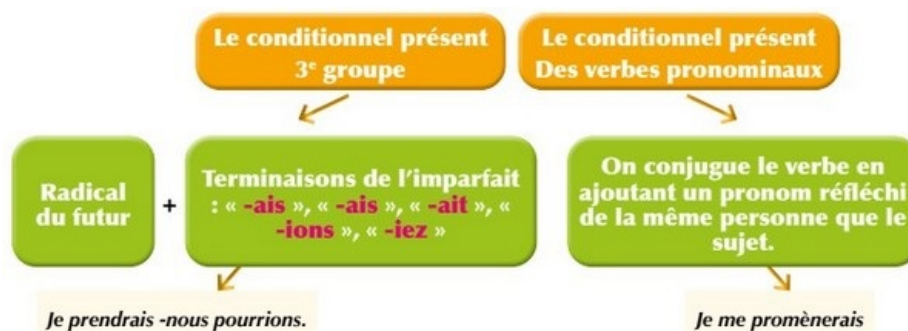 Le conditionnel présent
3e groupe
Le conditionnel présent
Des verbes pronominaux
Radical
du futur
+
Terminaisons de l’imparfait
: « -ais », « -ais », « -ait », «
-ions », « -iez »
On conjugue le verbe en
ajoutant un pronom réfléchi
de la même personne que le
sujet.
Je prendrais -nous pourrions.
Je me promènerais